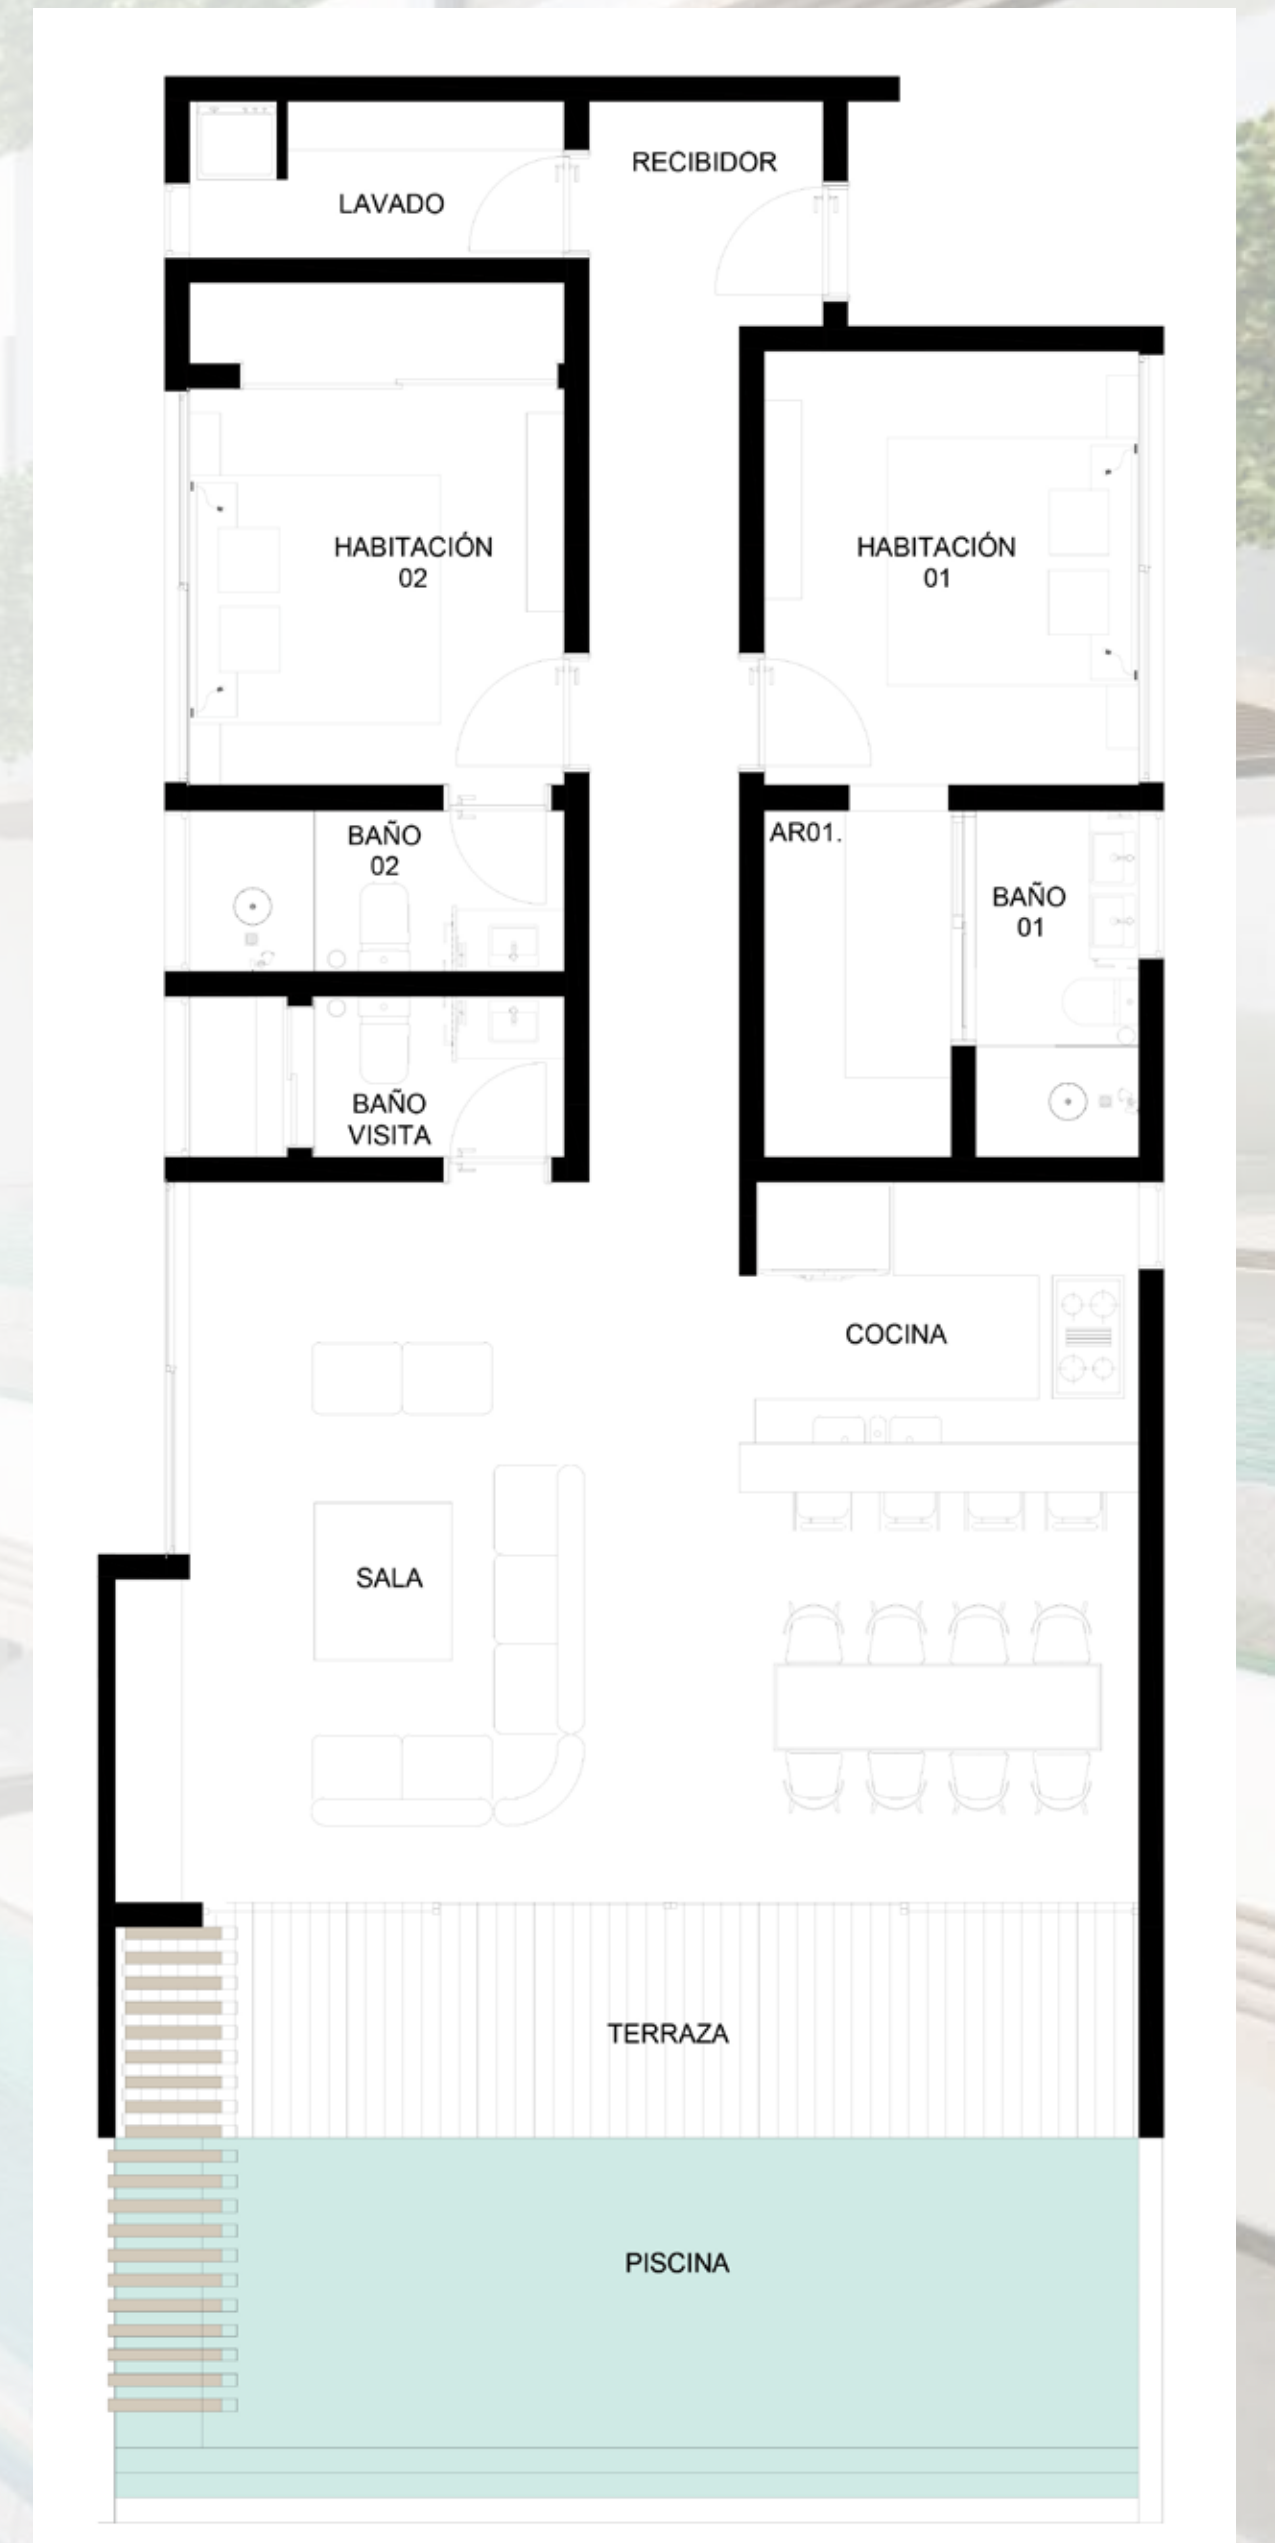 RECIBIDOR
LAVADO
HABITACIÓN
02
HABITACIÓN
01
BAÑO
02
AR01.
BAÑO
01
BAÑO
VISITA
COCINA
SALA
TERRAZA
PISCINA